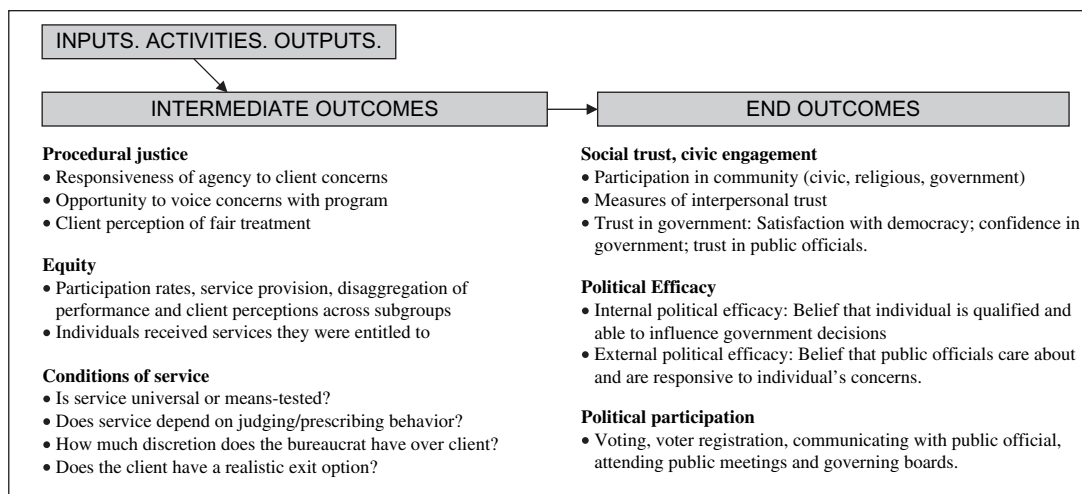 INPUTS. ACTIVITIES. OUTPUTS.
INTERMEDIATE OUTCOMES
Procedural justice
• Responsiveness of agency to client concerns
• Opportunity to voice concerns with program
• Client perception of fair treatment
Equity
• Participation rates, service provision, disaggregation of
performance and client perceptions across subgroups
• Individuals received services they were entitled to
Conditions of service
• Is service universal or means-tested?
• Does service depend on judging/prescribing behavior?
• How much discretion does the bureaucrat have over client?
• Does the client have a realistic exit option?
END OUTCOMES
Social trust, civic engagement
• Participation in community (civic, religious, government)
• Measures of interpersonal trust
• Trust in government: Satisfaction with democracy; confidence in
government; trust in public officials.
Political Efficacy
• Internal political efficacy: Belief that individual is qualified and
able to influence government decisions
• External political efficacy: Belief that public officials care about
and are responsive to individual’s concerns.
Political participation
• Voting, voter registration, communicating with public official,
attending public meetings and governing boards.